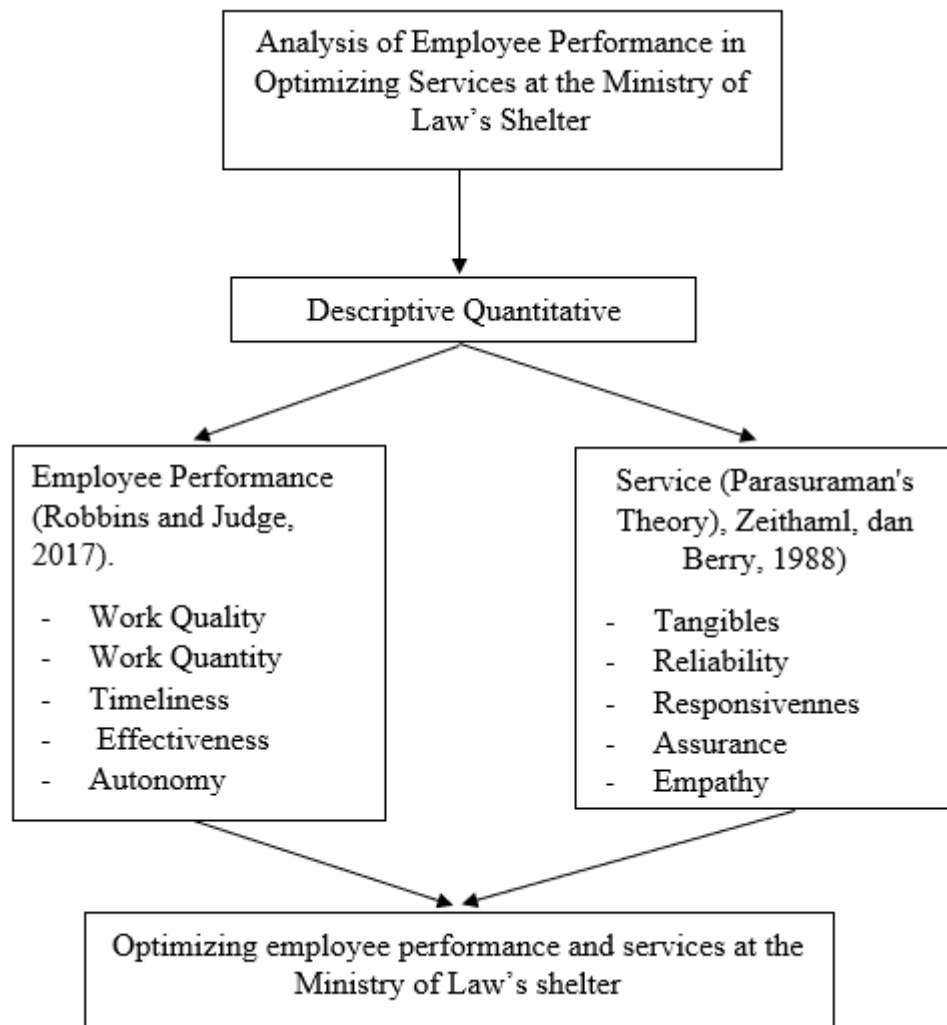 Analysis of Employee Performance in
Optimizing Services at the Ministry of
Law’s Shelter
Descriptive Quantitative
Employee Performance
(Robbins and Judge,
2017).
- Work Quality
- Work Quantity
- Timeliness
- Effectiveness
- Autonomy
Service (Parasuraman's
Theory), Zeithaml, dan
Berry, 1988)
- Tangibles
- Reliability
- Responsivennes
- Assurance
- Empathy
Optimizing employee performance and services at the
Ministry of Law’s shelter